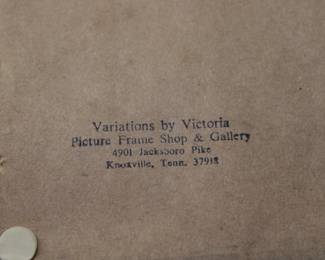 Variations by Victoria
Picture Frame Shop & Gallery
4901 Jacksboro Pike
Knoxville, Tenn. 37918